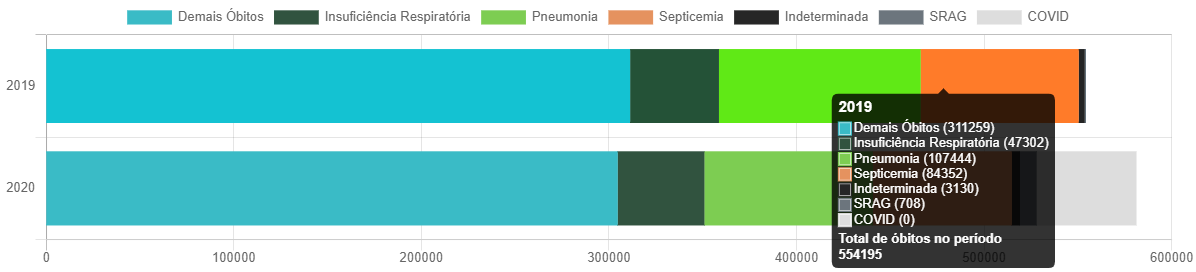 Demais Óbitos Insuficiência Respiratória Pneumonia Septicemia Indeterminada SRAG COVID
2019
2019
Demais Óbitos (311259)
Insuficiência Respiratória (47302)
Pneumonia (107444)
Septicemia (84352)
Indeterminada (3130)
SRAG (708)
COVID (0)
Total de óbitos no período
554195
2020
0 100000 200000 300000 400000 500000 600000